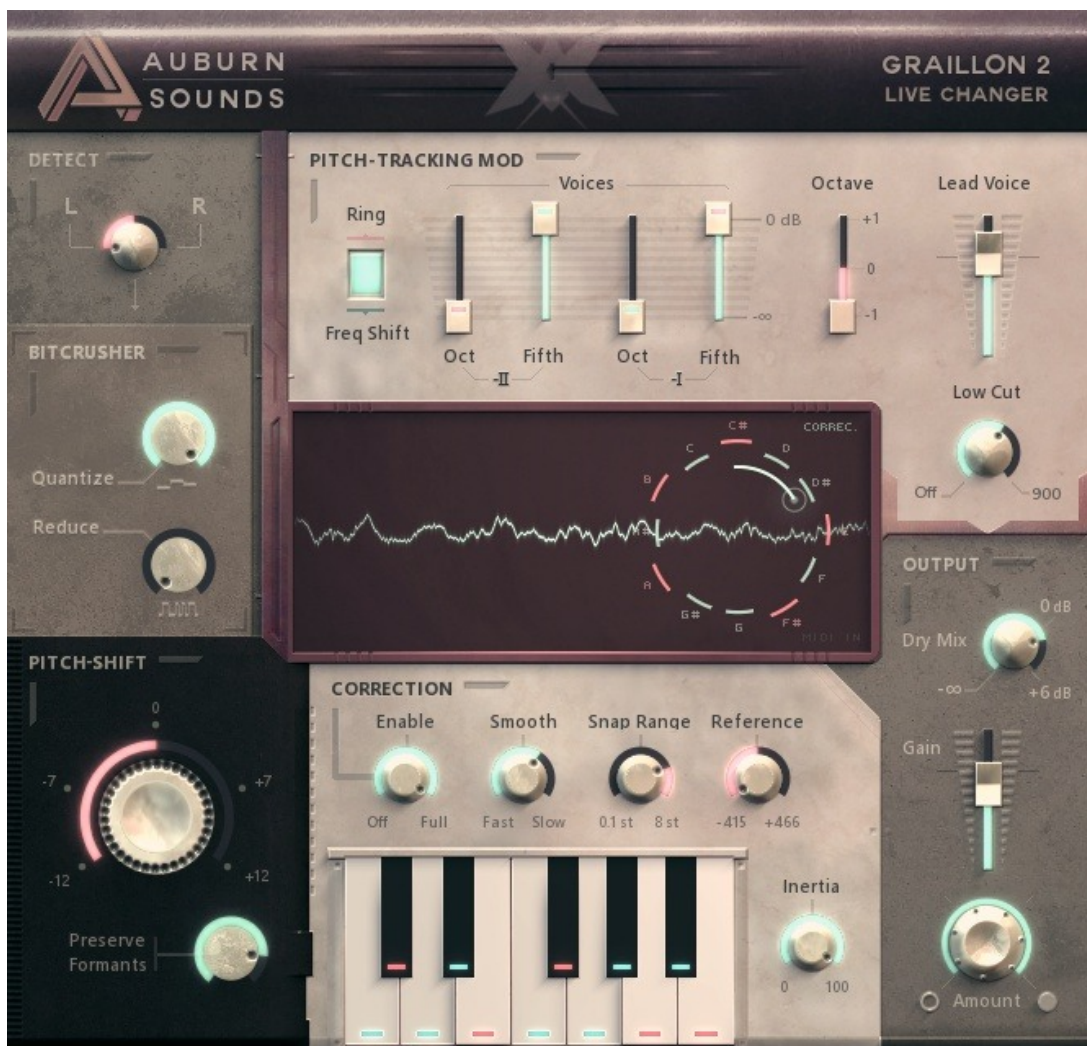 AUBURN
SOUNDS
GRAILLON 2
LIVE CHANGER
DETECT
L
R
PITCH-TRACKING MOD
Voices
Octave
Lead Voice
Ring
Freq Shift
0 dB
-∞
+1
0
-1
Oct
Fifth
Oct
Fifth
-II
-I
BITCRUSHER
Quantize
Reduce
Low Cut
Off
900
CORREC.
C#
C
D
B
D#
A#
E
A
F
G#
G
F#
MIDI IN
OUTPUT
0 dB
Dry Mix
-∞
+6 dB
Gain
Amount
PITCH-SHIFT
0
-7
+7
-12
+12
Preserve
Formants
CORRECTION
Enable
Smooth
Snap Range
Reference
Off
Full
Fast
Slow
0.1 st
8 st
-415
+466
Inertia
0
100